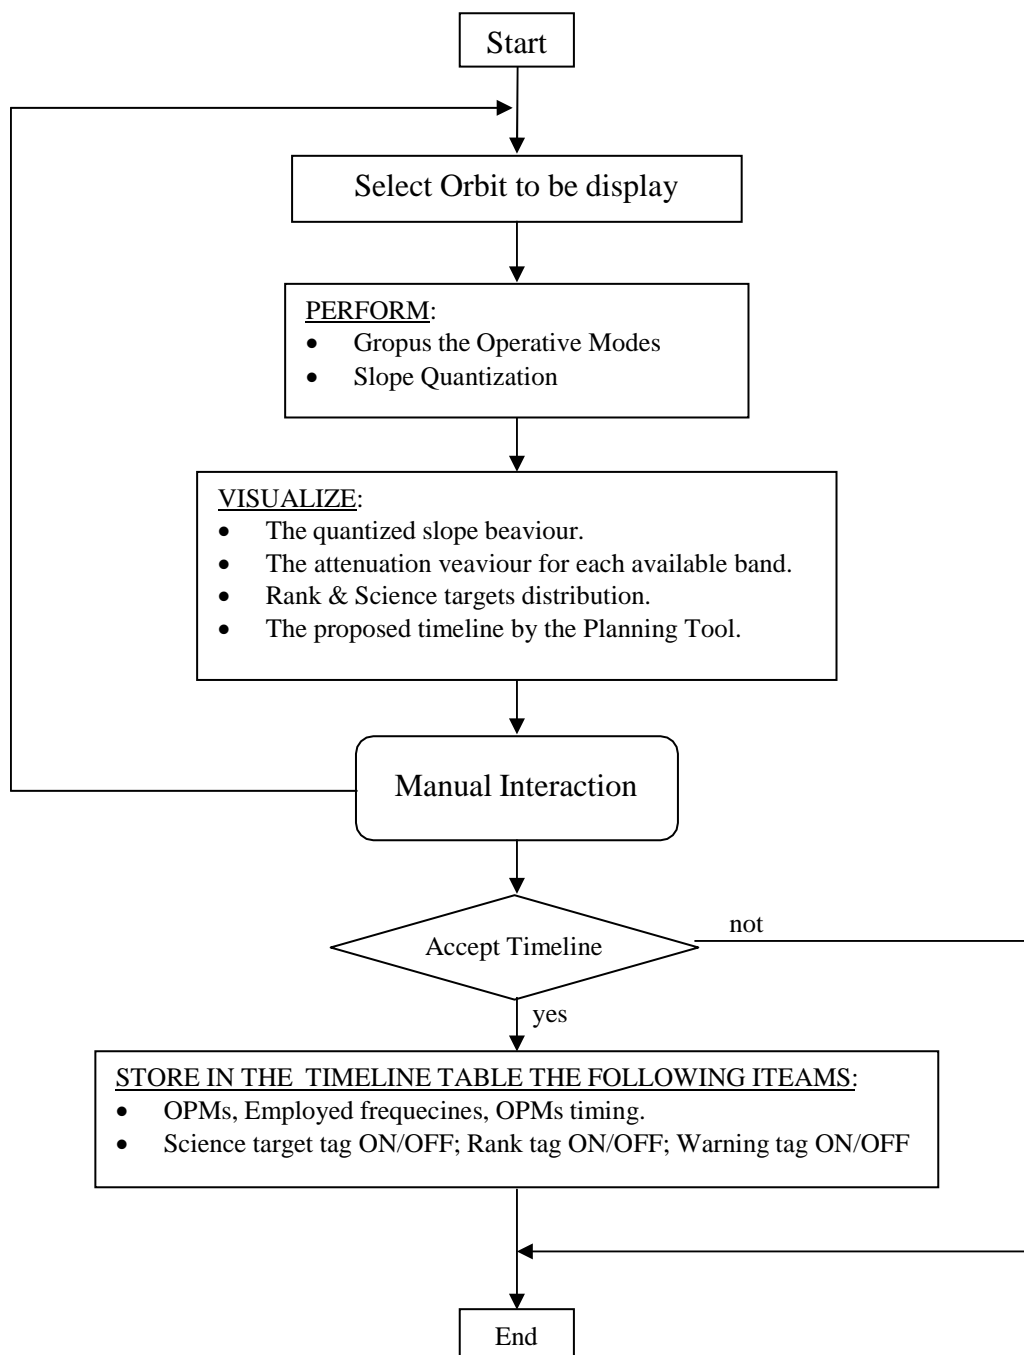 Start
Select Orbit to be display
PERFORM:
• Gropus the Operative Modes
• Slope Quantization
VISUALIZE:
• The quantized slope beaviour.
• The attenuation veaviour for each available band.
• Rank & Science targets distribution.
• The proposed timeline by the Planning Tool.
Manual Interaction
Accept Timeline
not
yes
STORE IN THE TIMELINE TABLE THE FOLLOWING ITEAMS:
• OPMs, Employed frequecines, OPMs timing.
• Science target tag ON/OFF; Rank tag ON/OFF; Warning tag ON/OFF
End